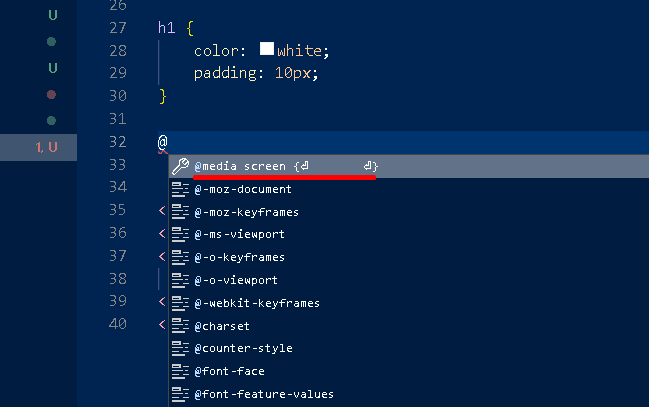 26
U
27 h1 {
28 color: white;
U
29 padding: 10px;
30 }
31
1, U
32 @
33 @media screen {⏎ ⏎}
34 @-moz-document
35 < @-moz-keyframes
36 < @-ms-viewport
37 < @-o-keyframes
38 @-o-viewport
39 < @-webkit-keyframes
40 < @charset
@counter-style
@font-face
@font-feature-values